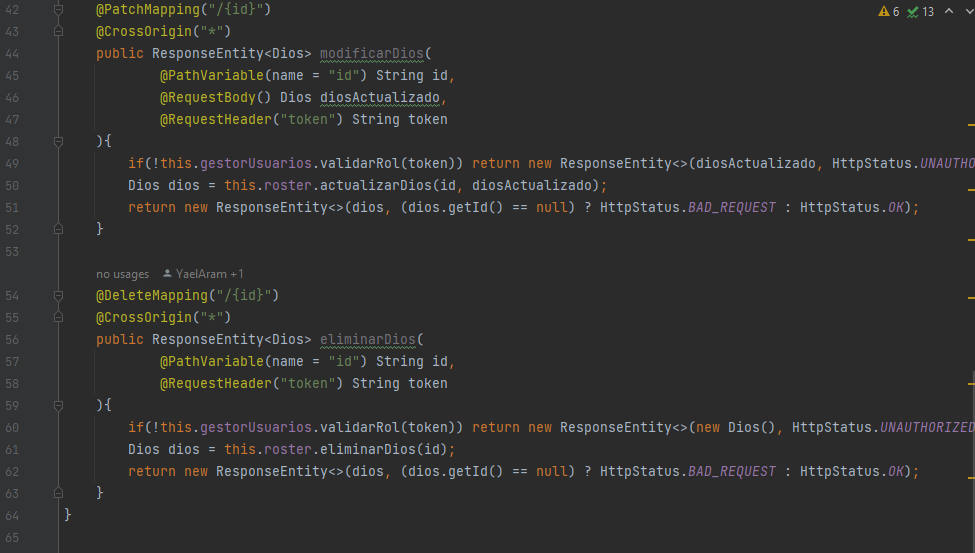 42 @PatchMapping("/{id}")
6 13
43 @CrossOrigin("*")
44 public ResponseEntity<Dios> modificarDios(
45 @PathVariable(name = "id") String id,
46 @RequestBody() Dios diosActualizado,
47 @RequestHeader("token") String token
48 ){
49 if(!this.gestorUsuarios.validarRol(token)) return new ResponseEntity<>(diosActualizado, HttpStatus.UNAUTHO
50 Dios dios = this.roster.actualizarDios(id, diosActualizado);
51 return new ResponseEntity<>(dios, (dios.getId() == null) ? HttpStatus.BAD_REQUEST : HttpStatus.OK);
52 }
53
no usages YaelAram +1
54 @DeleteMapping("/{id}")
55 @CrossOrigin("*")
56 public ResponseEntity<Dios> eliminarDios(
57 @PathVariable(name = "id") String id,
58 @RequestHeader("token") String token
59 ){
60 if(!this.gestorUsuarios.validarRol(token)) return new ResponseEntity<>(new Dios(), HttpStatus.UNAUTHORIZED
61 Dios dios = this.roster.eliminarDios(id);
62 return new ResponseEntity<>(dios, (dios.getId() == null) ? HttpStatus.BAD_REQUEST : HttpStatus.OK);
63 }
64 }
65